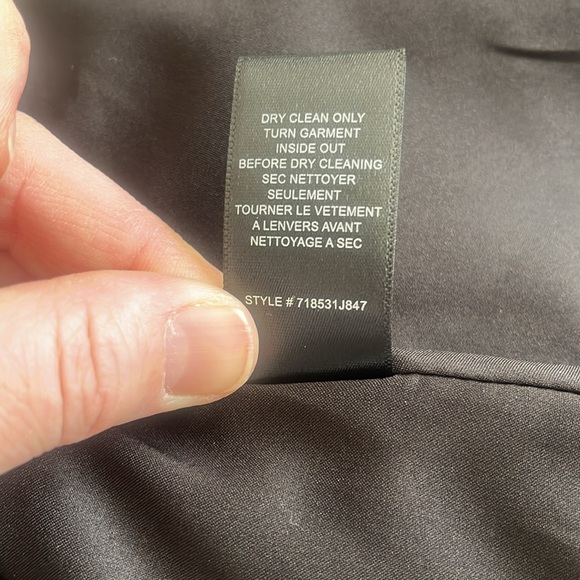 DRY CLEAN ONLY
TURN GARMENT
INSIDE OUT
BEFORE DRY CLEANING
SEC NETTOYER
SEULEMENT
TOURNER LE VETEMENT
À LENVERS AVANT
NETTOYAGE A SEC
STYLE # 718531J847